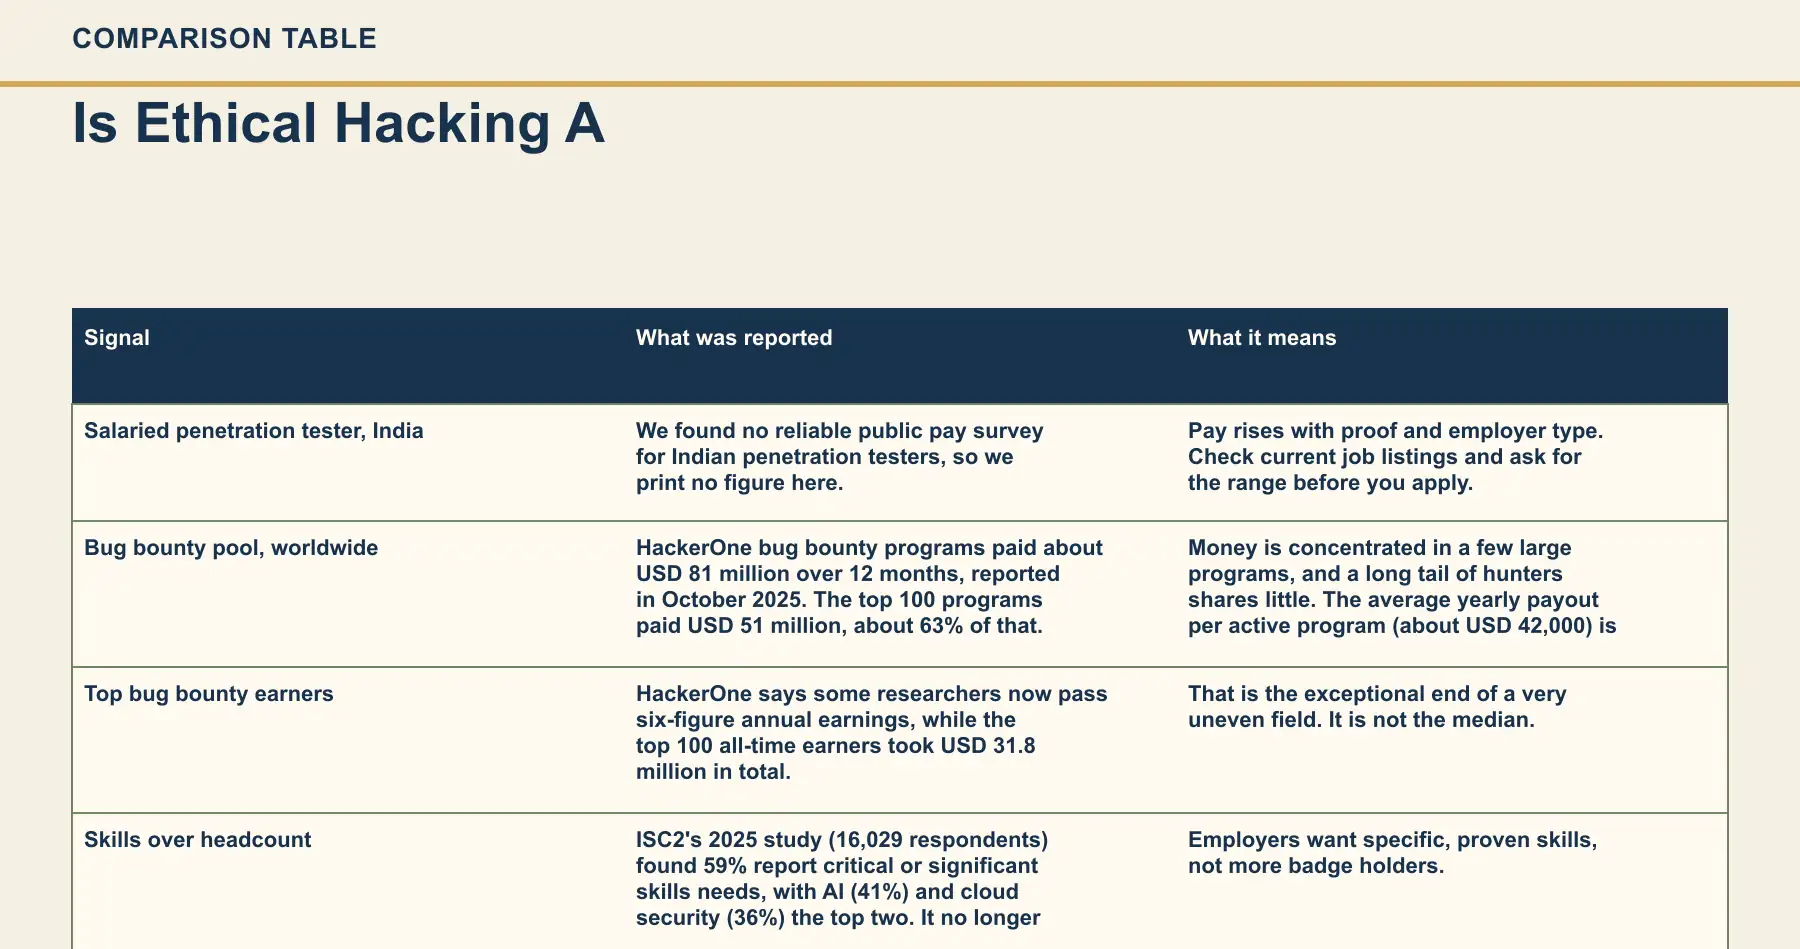 COMPARISON TABLE
Is Ethical Hacking A
Signal
What was reported
What it means
Salaried penetration tester, India
We found no reliable public pay survey
for Indian penetration testers, so we
print no figure here.
Pay rises with proof and employer type.
Check current job listings and ask for
the range before you apply.
Bug bounty pool, worldwide
HackerOne bug bounty programs paid about
USD 81 million over 12 months, reported
in October 2025. The top 100 programs
paid USD 51 million, about 63% of that.
Money is concentrated in a few large
programs, and a long tail of hunters
shares little. The average yearly payout
per active program (about USD 42,000) is
Top bug bounty earners
HackerOne says some researchers now pass
six-figure annual earnings, while the
top 100 all-time earners took USD 31.8
million in total.
That is the exceptional end of a very
uneven field. It is not the median.
Skills over headcount
ISC2's 2025 study (16,029 respondents)
found 59% report critical or significant
skills needs, with AI (41%) and cloud
security (36%) the top two. It no longer
Employers want specific, proven skills,
not more badge holders.